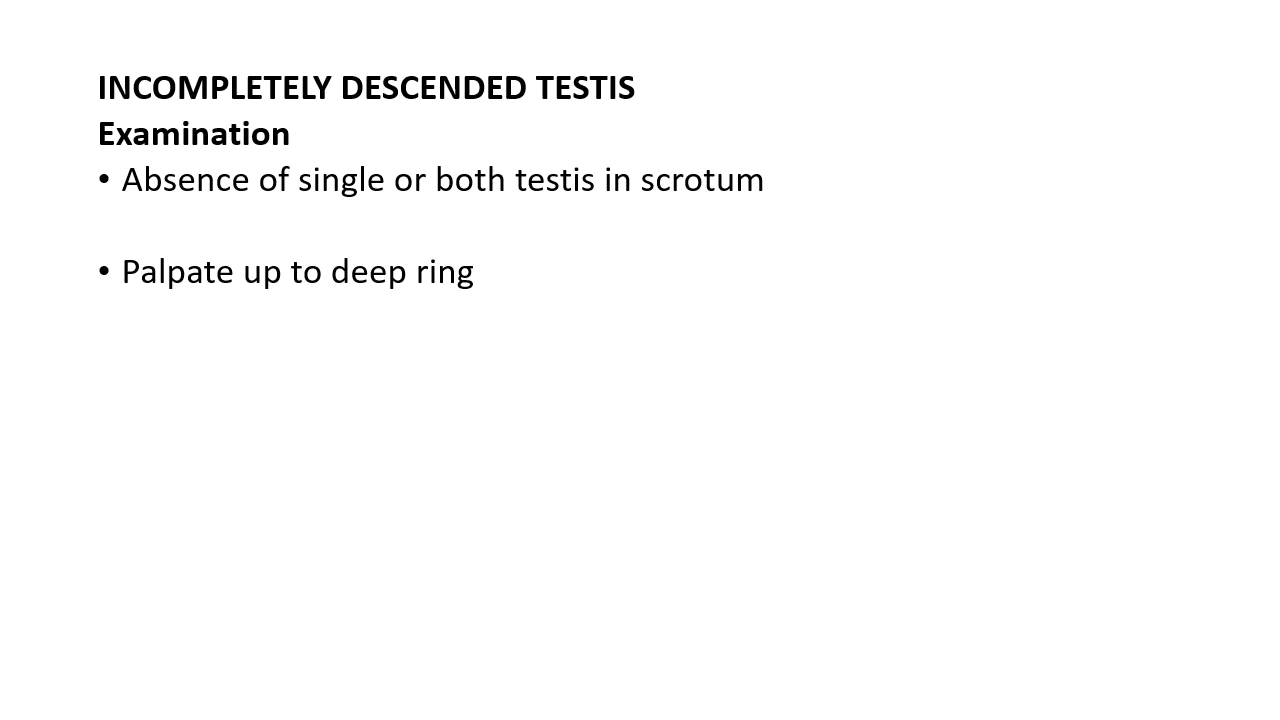 INCOMPLETELY DESCENDED TESTIS
Examination
• Absence of single or both testis in scrotum
• Palpate up to deep ring